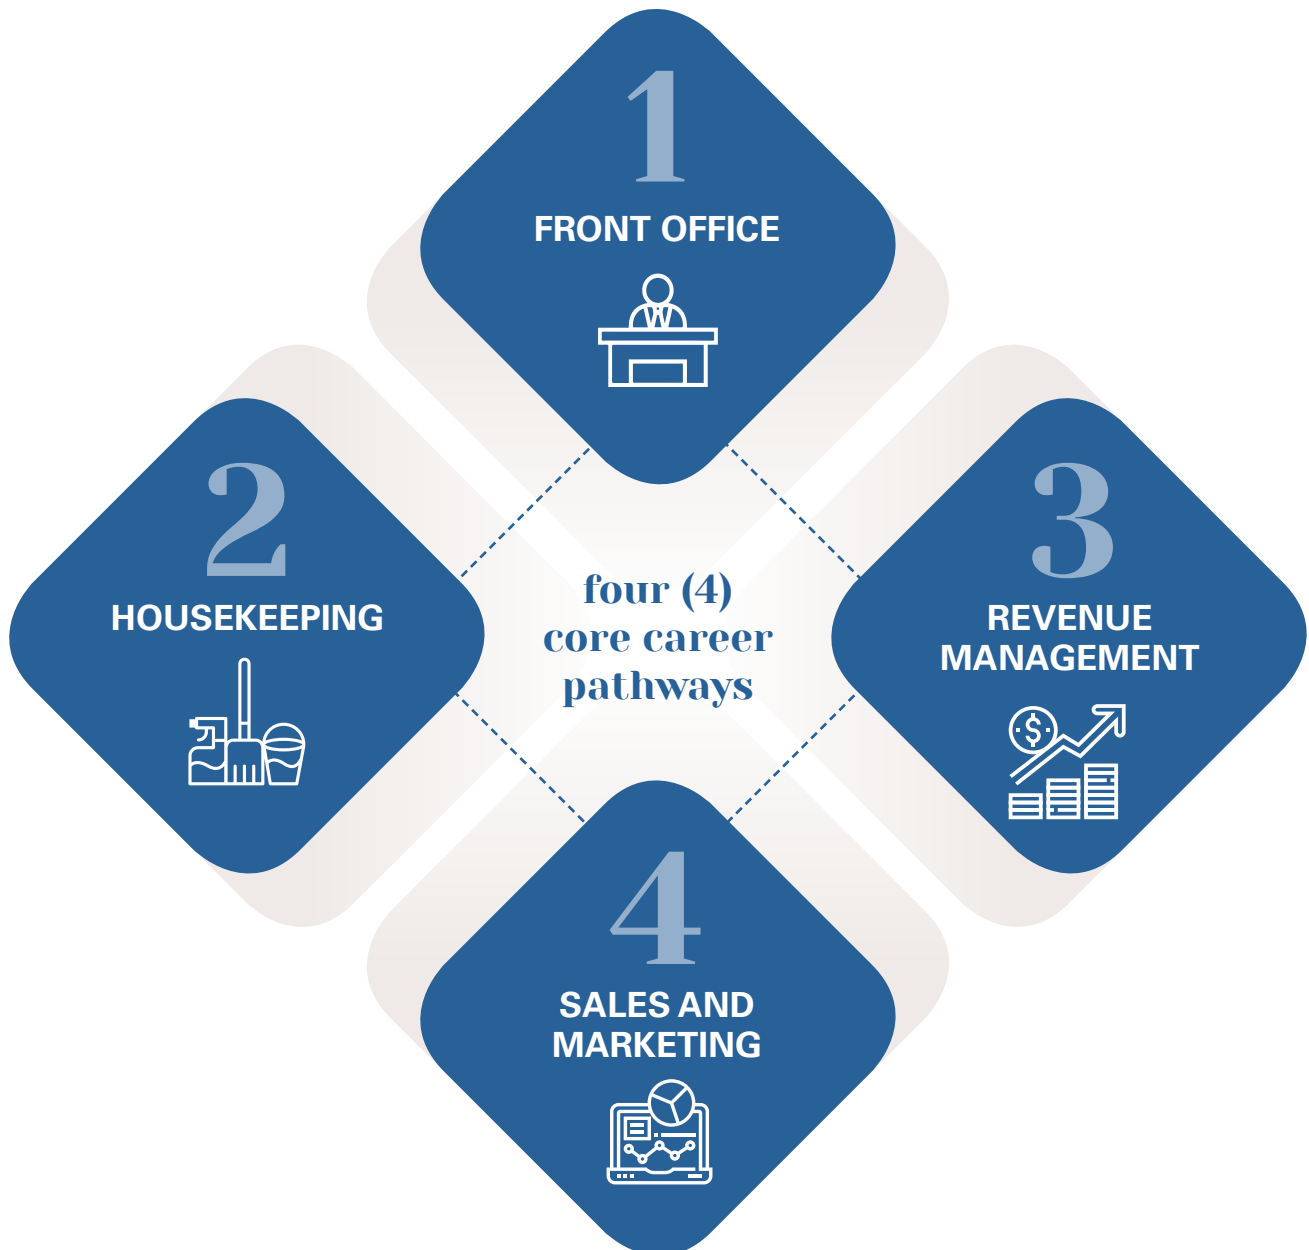 1
FRONT OFFICE
2
HOUSEKEEPING
four (4)
core career
pathways
3
REVENUE
MANAGEMENT
$
4
SALES AND
MARKETING